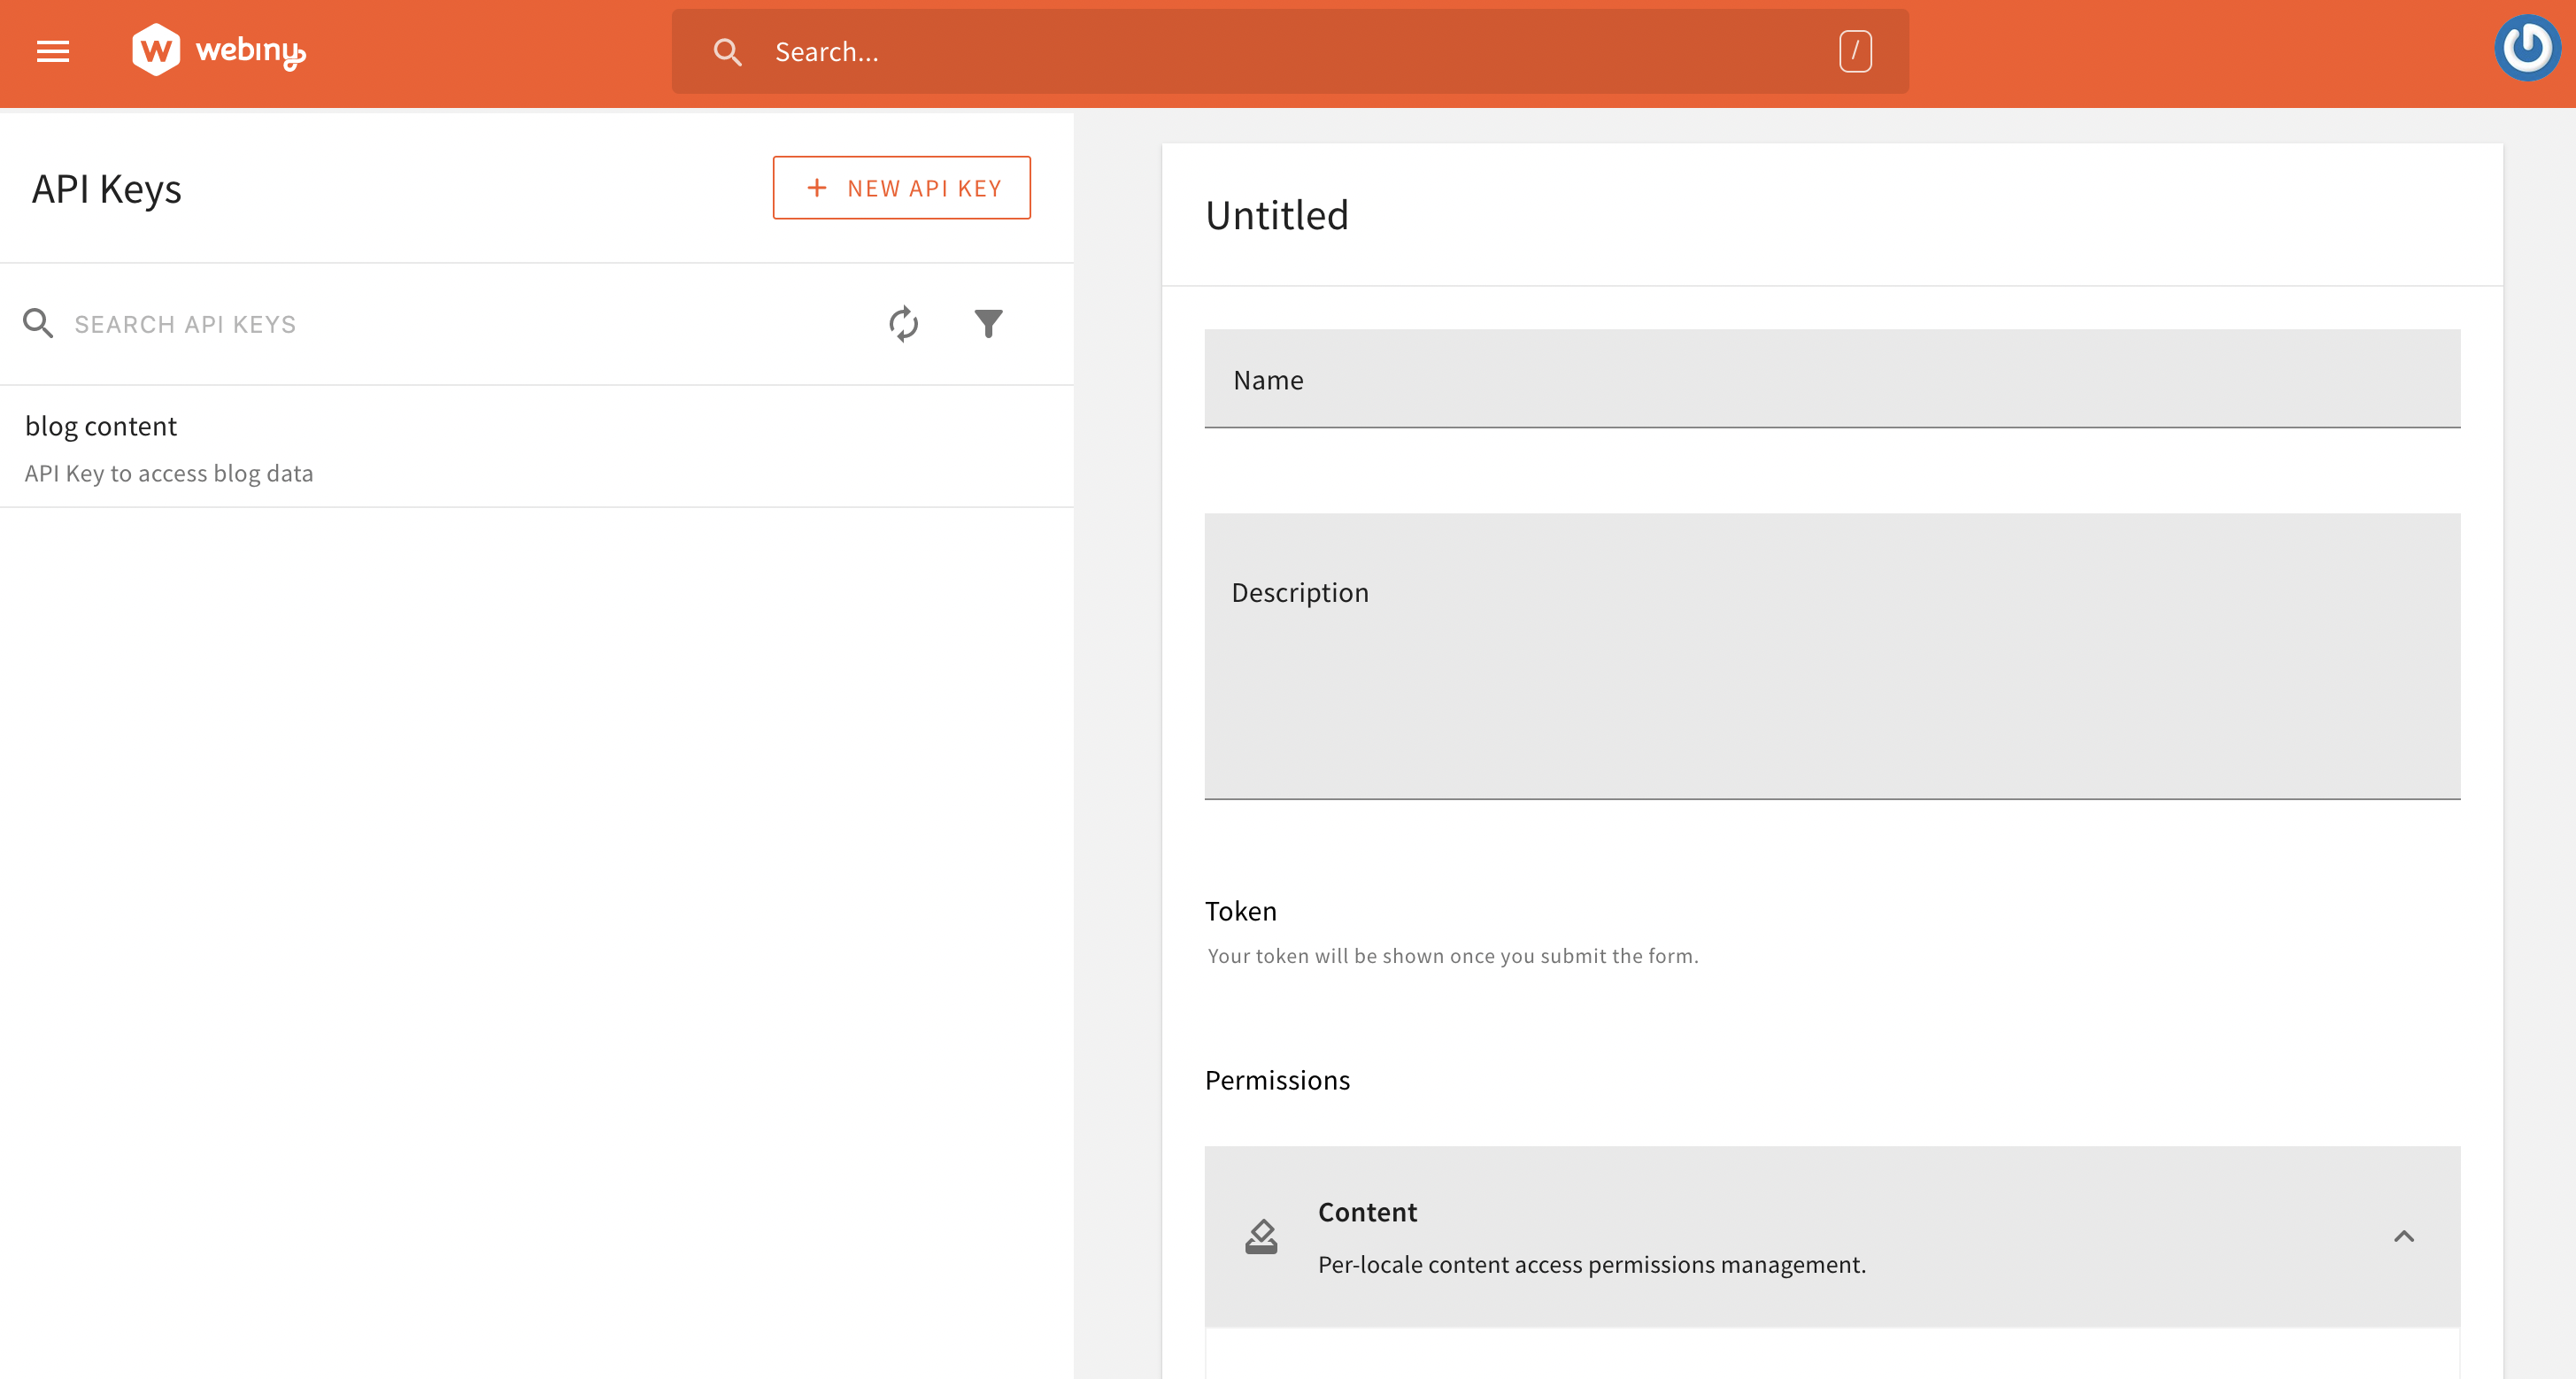 webiny
Search...
/
API Keys
+ NEW API KEY
SEARCH API KEYS
blog content
API Key to access blog data
Untitled
Name
Description
Token
Your token will be shown once you submit the form.
Permissions
Content
Per-locale content access permissions management.